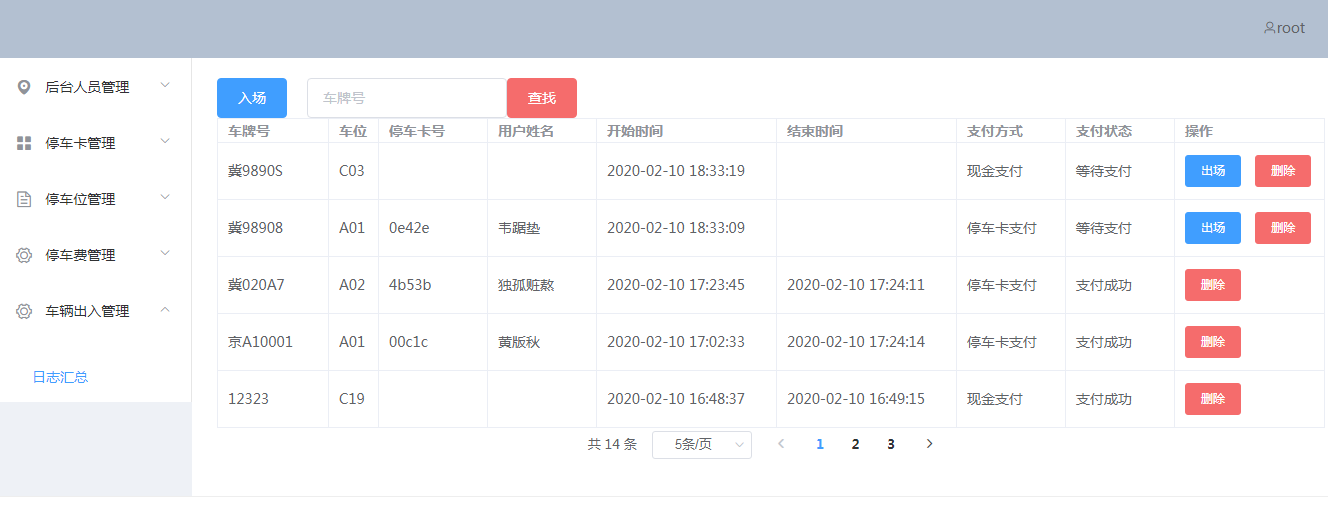 root
后台人员管理
停车卡管理
停车位管理
停车费管理
车辆出入管理
日志汇总
入场 车牌号 查找
车牌号 车位 停车卡号 用户姓名 开始时间 结束时间 支付方式 支付状态 操作
冀9890S C03 2020-02-10 18:33:19 现金支付 等待支付 出场 删除
冀98908 A01 0e42e 韦踞垫 2020-02-10 18:33:09 停车卡支付 等待支付 出场 删除
冀020A7 A02 4b53b 独孤赃熬 2020-02-10 17:23:45 2020-02-10 17:24:11 停车卡支付 支付成功 删除
京A10001 A01 00c1c 黄版秋 2020-02-10 17:02:33 2020-02-10 17:24:14 停车卡支付 支付成功 删除
12323 C19 2020-02-10 16:48:37 2020-02-10 16:49:15 现金支付 支付成功 删除
共 14 条 5条/页 1 2 3